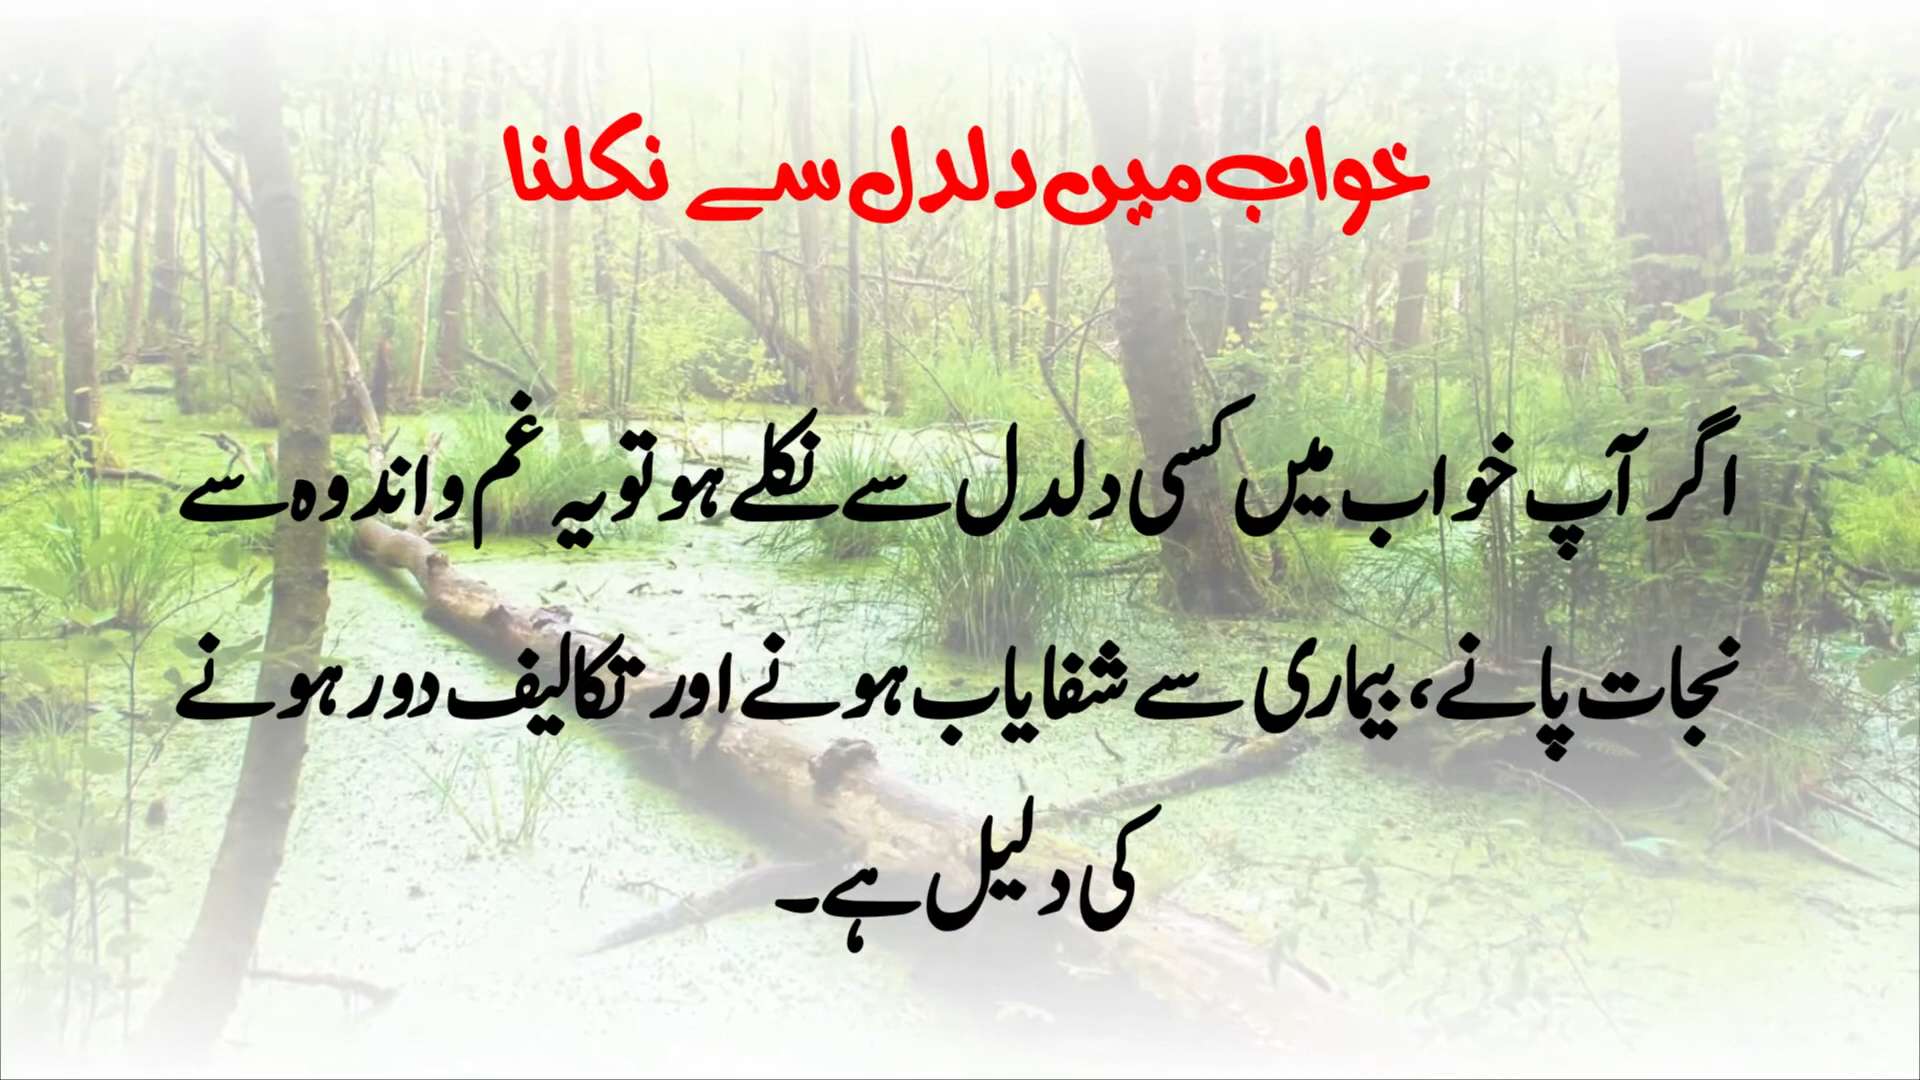 خواب میں دلدل سے نکلنا
اگر آپ خواب میں کسی دلدل سے نکلے ہو تو یہ غم و اندوہ سے
نجات پانے، بیماری سے شفایاب ہونے اور تکالیف دور ہونے
کی دلیل ہے۔